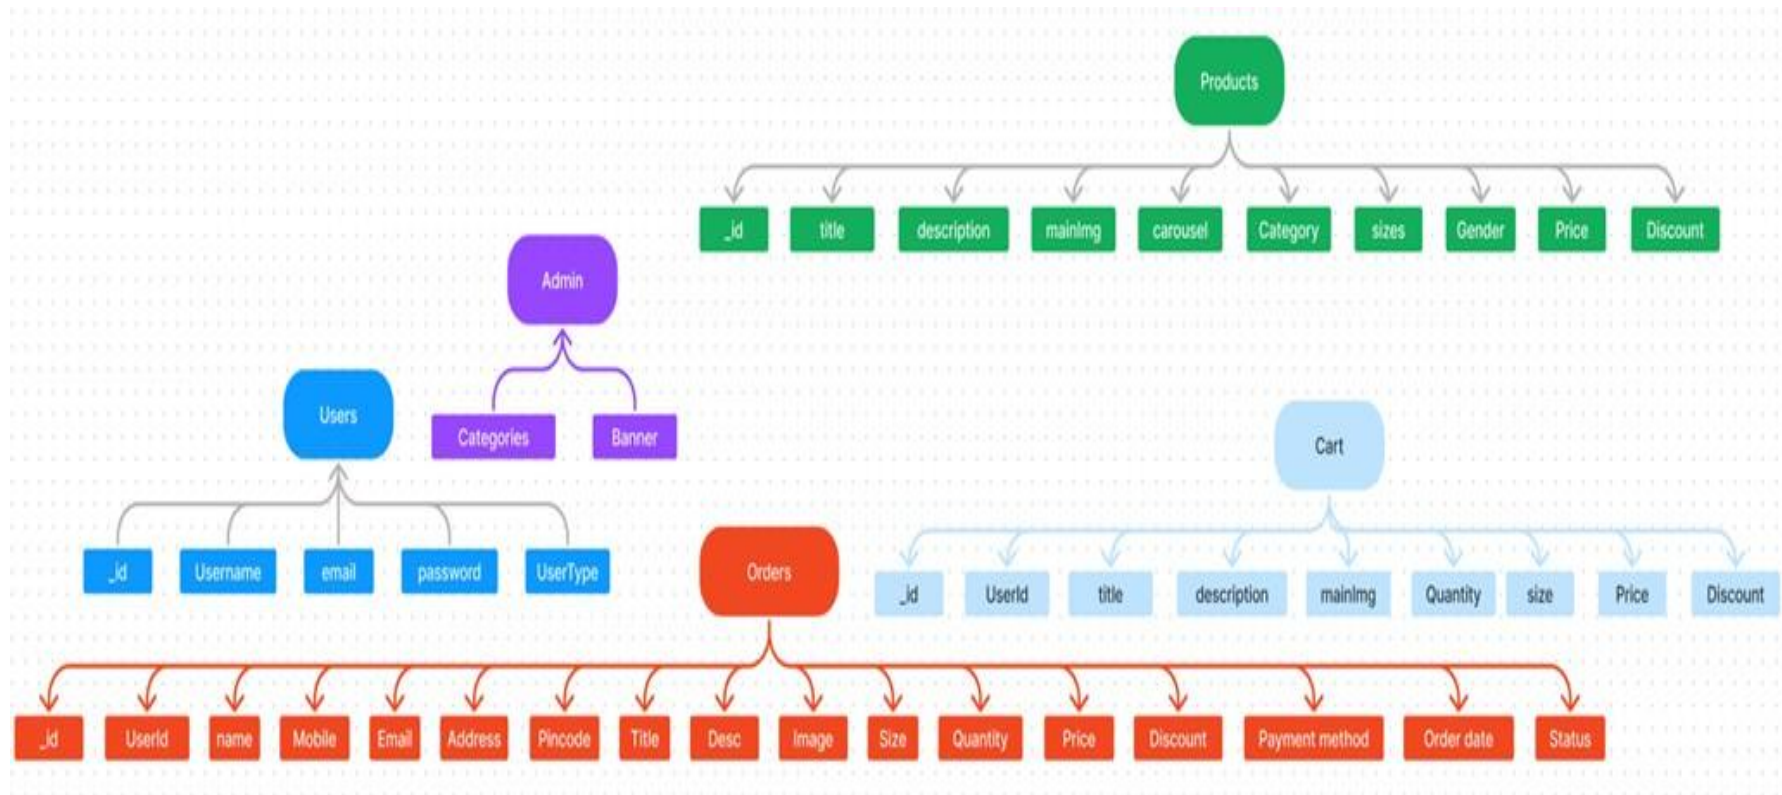 Products
_id title description mainImg carousel Category sizes Gender Price Discount
Admin
Categories Banner
Users
_id Username email password UserType
Cart
_id UserId title description mainImg Quantity size Price Discount
Orders
_id UserId name Mobile Email Address Pincode Title Desc Image Size Quantity Price Discount Payment method Order date Status